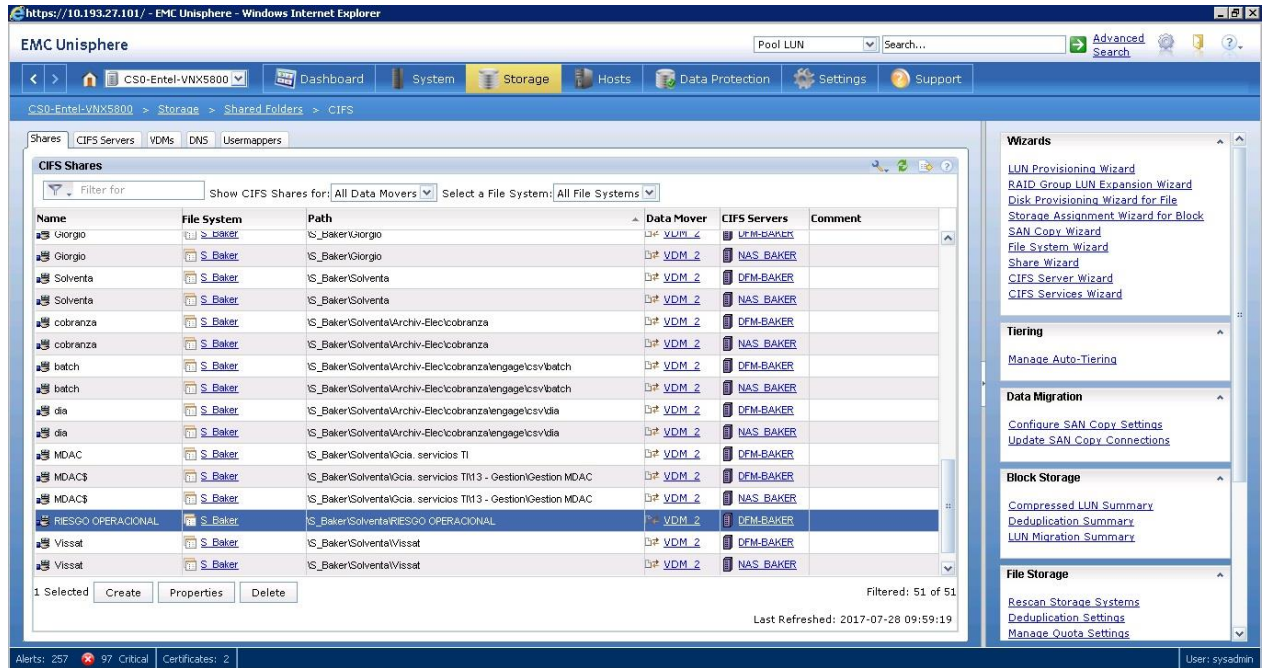 https://10.193.27.101/ - EMC Unisphere - Windows Internet Explorer
EMC Unisphere
Pool LUN
Search...
Advanced Search
CS0-Entel-VNX5800
Dashboard
System
Storage
Hosts
Data Protection
Settings
Support
CS0-Entel-VNX5800 > Storage > Shared Folders > CIFS
Shares CIFS Servers VDMs DNS Usermappers
CIFS Shares
Filter for Show CIFS Shares for: All Data Movers Select a File System: All File Systems
Name File System Path Data Mover CIFS Servers Comment
Giorgio S_Baker \S_Baker\Giorgio VDM_2 DFM-BAKER
Giorgio S_Baker \S_Baker\Giorgio VDM_2 NAS_BAKER
Solventa S_Baker \S_Baker\Solventa VDM_2 DFM-BAKER
Solventa S_Baker \S_Baker\Solventa VDM_2 NAS_BAKER
cobranza S_Baker \S_Baker\Solventa\Archiv-Elec\cobranza VDM_2 DFM-BAKER
cobranza S_Baker \S_Baker\Solventa\Archiv-Elec\cobranza VDM_2 NAS_BAKER
batch S_Baker \S_Baker\Solventa\Archiv-Elec\cobranza\engage\csv\batch VDM_2 DFM-BAKER
batch S_Baker \S_Baker\Solventa\Archiv-Elec\cobranza\engage\csv\batch VDM_2 NAS_BAKER
dia S_Baker \S_Baker\Solventa\Archiv-Elec\cobranza\engage\csv\dia VDM_2 DFM-BAKER
dia S_Baker \S_Baker\Solventa\Archiv-Elec\cobranza\engage\csv\dia VDM_2 NAS_BAKER
MDAC S_Baker \S_Baker\Solventa\Gcia. servicios TI VDM_2 DFM-BAKER
MDAC$ S_Baker \S_Baker\Solventa\Gcia. servicios TI\13 - Gestion\Gestion MDAC VDM_2 DFM-BAKER
MDAC$ S_Baker \S_Baker\Solventa\Gcia. servicios TI\13 - Gestion\Gestion MDAC VDM_2 NAS_BAKER
RIESGO OPERACIONAL S_Baker \S_Baker\Solventa\RIESGO OPERACIONAL VDM_2 DFM-BAKER
Vissat S_Baker \S_Baker\Solventa\Vissat VDM_2 DFM-BAKER
Vissat S_Baker \S_Baker\Solventa\Vissat VDM_2 NAS_BAKER
1 Selected Create Properties Delete Filtered: 51 of 51
Last Refreshed: 2017-07-28 09:59:19
Wizards
LUN Provisioning Wizard
RAID Group LUN Expansion Wizard
Disk Provisioning Wizard for File
Storage Assignment Wizard for Block
SAN Copy Wizard
File System Wizard
Share Wizard
CIFS Server Wizard
CIFS Services Wizard
Tiering
Manage Auto-Tiering
Data Migration
Configure SAN Copy Settings
Update SAN Copy Connections
Block Storage
Compressed LUN Summary
Deduplication Summary
LUN Migration Summary
File Storage
Rescan Storage Systems
Deduplication Settings
Manage Quota Settings
Alerts: 257 97 Critical Certificates: 2 User: sysadmin